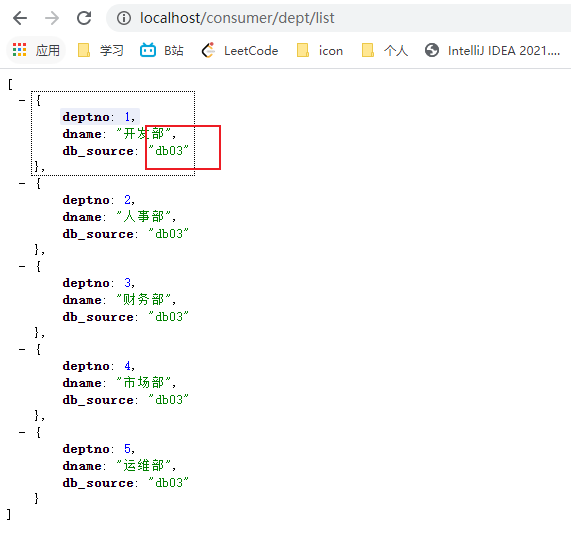 localhost/consumer/dept/list
应用 学习 B站 LeetCode icon 个人 IntelliJ IDEA 2021....
[
- {
deptno: 1,
dname: "开发部",
db_source: "db03"
},
- {
deptno: 2,
dname: "人事部",
db_source: "db03"
},
- {
deptno: 3,
dname: "财务部",
db_source: "db03"
},
- {
deptno: 4,
dname: "市场部",
db_source: "db03"
},
- {
deptno: 5,
dname: "运维部",
db_source: "db03"
}
]